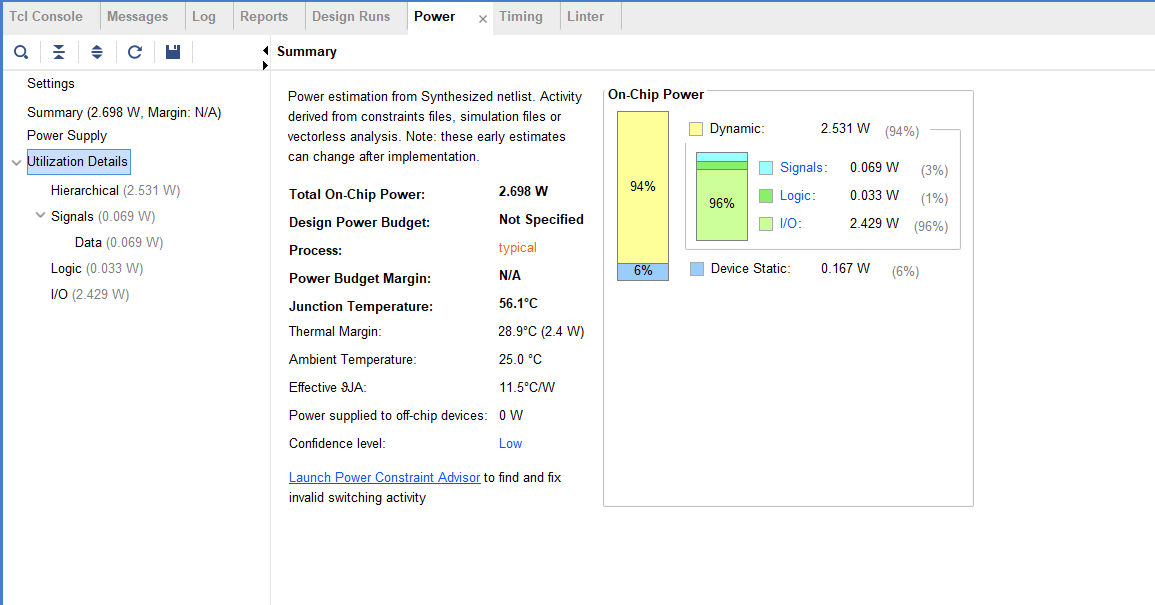 Tcl Console Messages Log Reports Design Runs Power × Timing Linter
Summary
Settings
Summary (2.698 W, Margin: N/A)
Power Supply
Utilization Details
Hierarchical (2.531 W)
Signals (0.069 W)
Data (0.069 W)
Logic (0.033 W)
I/O (2.429 W)
Power estimation from Synthesized netlist. Activity
derived from constraints files, simulation files or
vectorless analysis. Note: these early estimates
can change after implementation.
Total On-Chip Power: 2.698 W
Design Power Budget: Not Specified
Process: typical
Power Budget Margin: N/A
Junction Temperature: 56.1°C
Thermal Margin: 28.9°C (2.4 W)
Ambient Temperature: 25.0 °C
Effective ϑJA: 11.5°C/W
Power supplied to off-chip devices: 0 W
Confidence level: Low
Launch Power Constraint Advisor to find and fix
invalid switching activity
On-Chip Power
94%
6%
Dynamic: 2.531 W (94%)
96%
Signals: 0.069 W (3%)
Logic: 0.033 W (1%)
I/O: 2.429 W (96%)
Device Static: 0.167 W (6%)